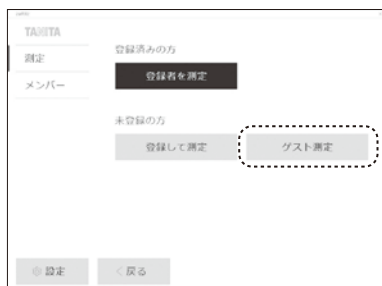 TANITA
測定
メンバー
登録済みの方
登録者を測定
未登録の方
登録して測定
ゲスト測定
設定
戻る